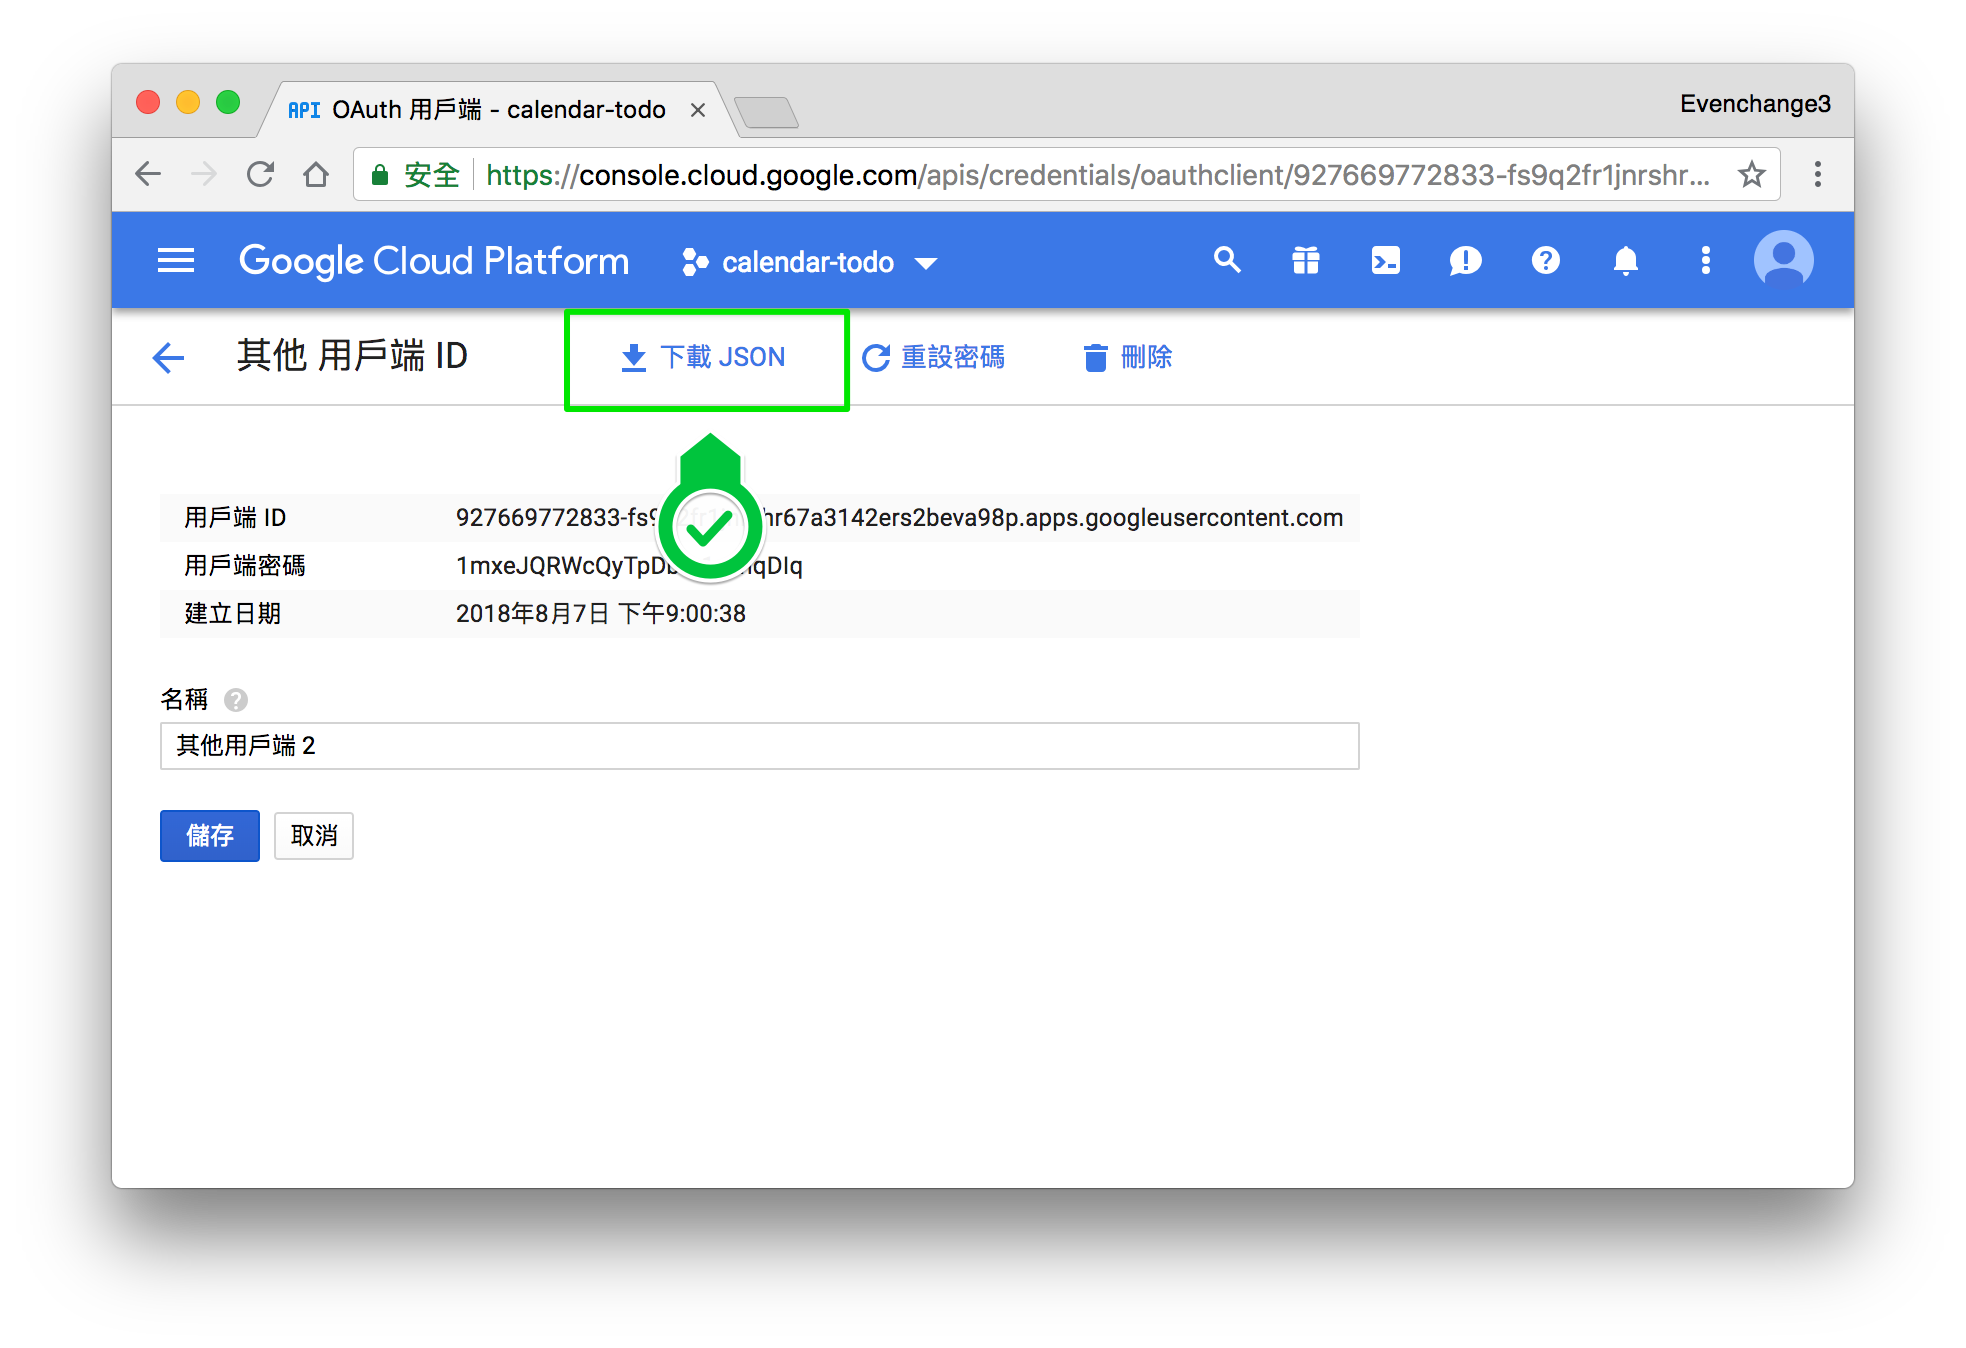 API OAuth 用戶端 - calendar-todo
Evenchange3
安全 https://console.cloud.google.com/apis/credentials/oauthclient/927669772833-fs9q2fr1jnrshr...
Google Cloud Platform calendar-todo
其他 用戶端 ID 下載 JSON 重設密碼 刪除
用戶端 ID 927669772833-fs9 hr67a3142ers2beva98p.apps.googleusercontent.com
用戶端密碼
建立日期 2018年8月7日 下午9:00:38
名稱
其他用戶端 2
儲存 取消